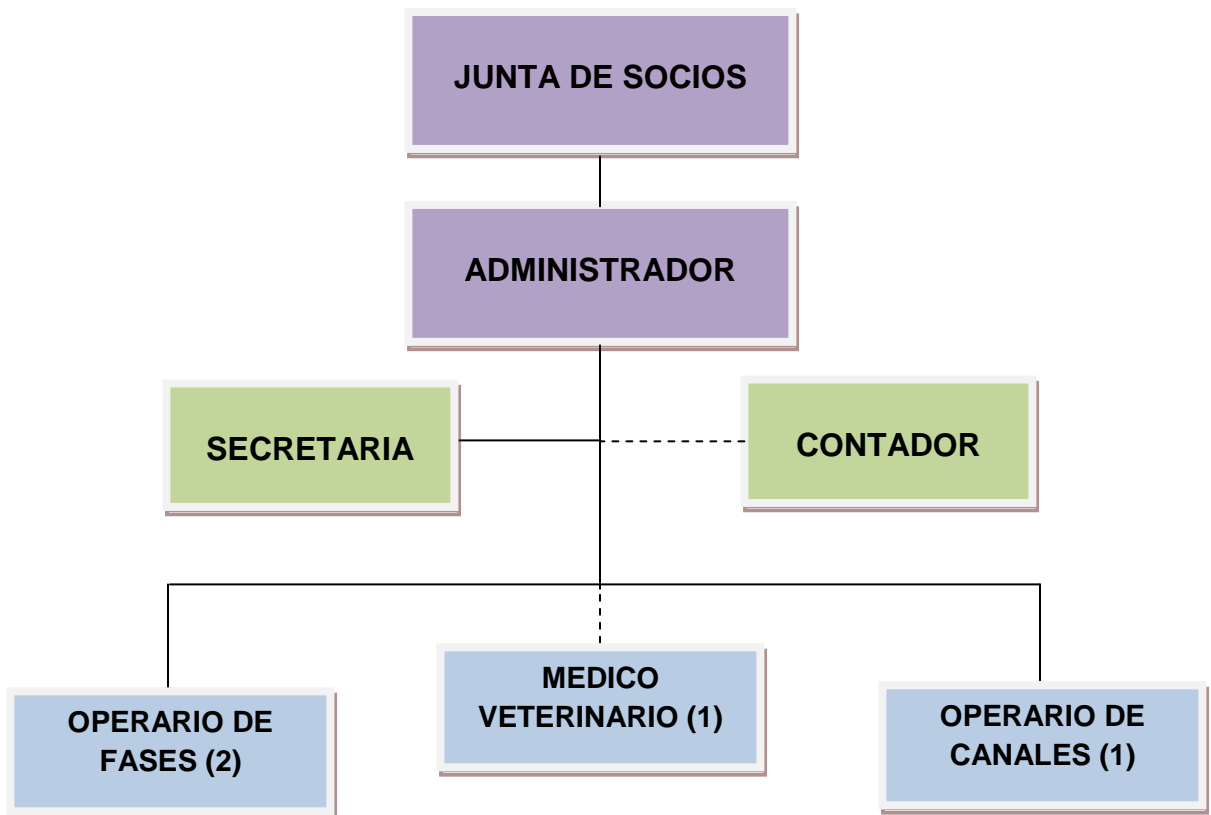 JUNTA DE SOCIOS
ADMINISTRADOR
SECRETARIA
CONTADOR
MEDICO
VETERINARIO (1)
OPERARIO DE
FASES (2)
OPERARIO DE
CANALES (1)